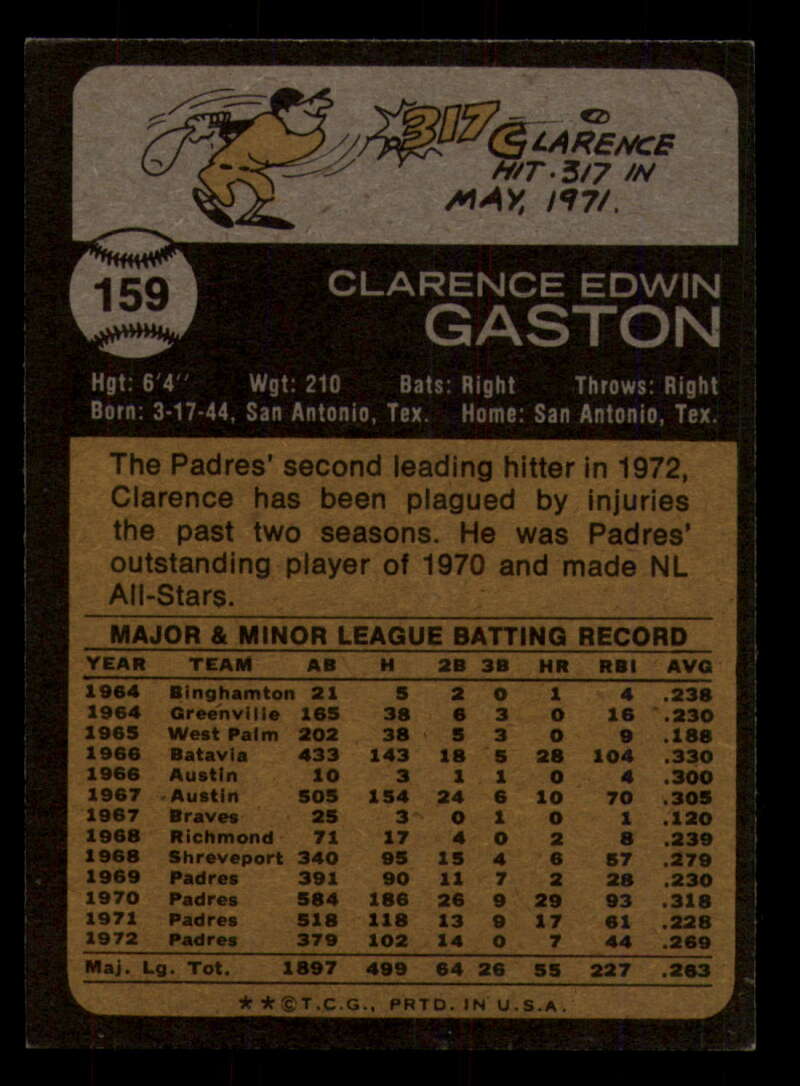 317
CLARENCE
HIT .317 IN
MAY, 1971.
159
CLARENCE EDWIN
GASTON
Hgt: 6'4" Wgt: 210 Bats: Right Throws: Right
Born: 3-17-44, San Antonio, Tex. Home: San Antonio, Tex.
The Padres' second leading hitter in 1972,
Clarence has been plagued by injuries
the past two seasons. He was Padres'
outstanding player of 1970 and made NL
All-Stars.
MAJOR & MINOR LEAGUE BATTING RECORD
YEAR TEAM AB H 2B 3B HR RBI AVG
1964 Binghamton 21 5 2 0 1 4 .238
1964 Greenville 165 38 6 3 0 16 .230
1965 West Palm 202 38 5 3 0 9 .188
1966 Batavia 433 143 18 5 28 104 .330
1966 Austin 10 3 1 1 0 4 .300
1967 Austin 505 154 24 6 10 70 .305
1967 Braves 25 3 0 1 0 1 .120
1968 Richmond 71 17 4 0 2 8 .239
1968 Shreveport 340 95 15 4 6 57 .279
1969 Padres 391 90 11 7 2 28 .230
1970 Padres 584 186 26 9 29 93 .318
1971 Padres 518 118 13 9 17 61 .228
1972 Padres 379 102 14 0 7 44 .269
Maj. Lg. Tot. 1897 499 64 26 55 227 .263
**©T.C.G., PRTD. IN U.S.A.